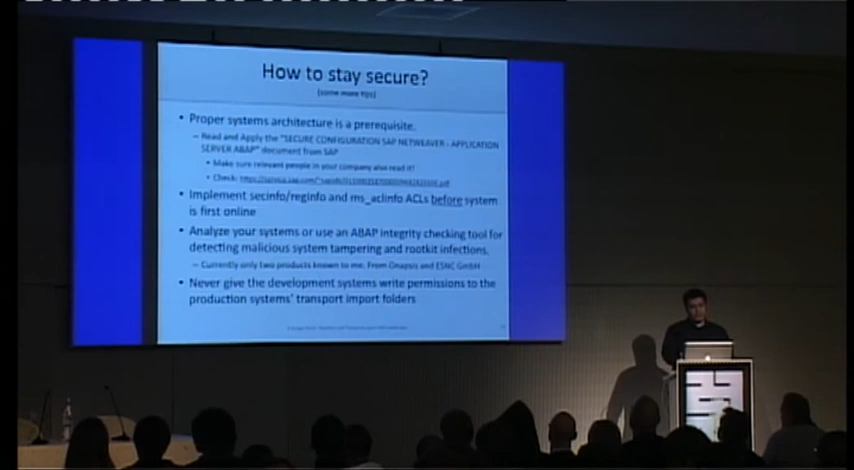 How to stay secure?
(some more tips)
• Proper systems architecture is a prerequisite.
– Read and Apply the "SECURE CONFIGURATION SAP NETWEAVER - APPLICATION
SERVER ABAP" document from SAP
• Make sure relevant people in your company also read it!
• Check:
• Implement secinfo/reginfo and ms_aclinfo ACLs before system
is first online
• Analyze your systems or use an ABAP integrity checking tool for
detecting malicious system tampering and rootkit infections.
– Currently only two products known to me. From Onapsis and ESNC GmbH
• Never give the development systems write permissions to the
production systems' transport import folders